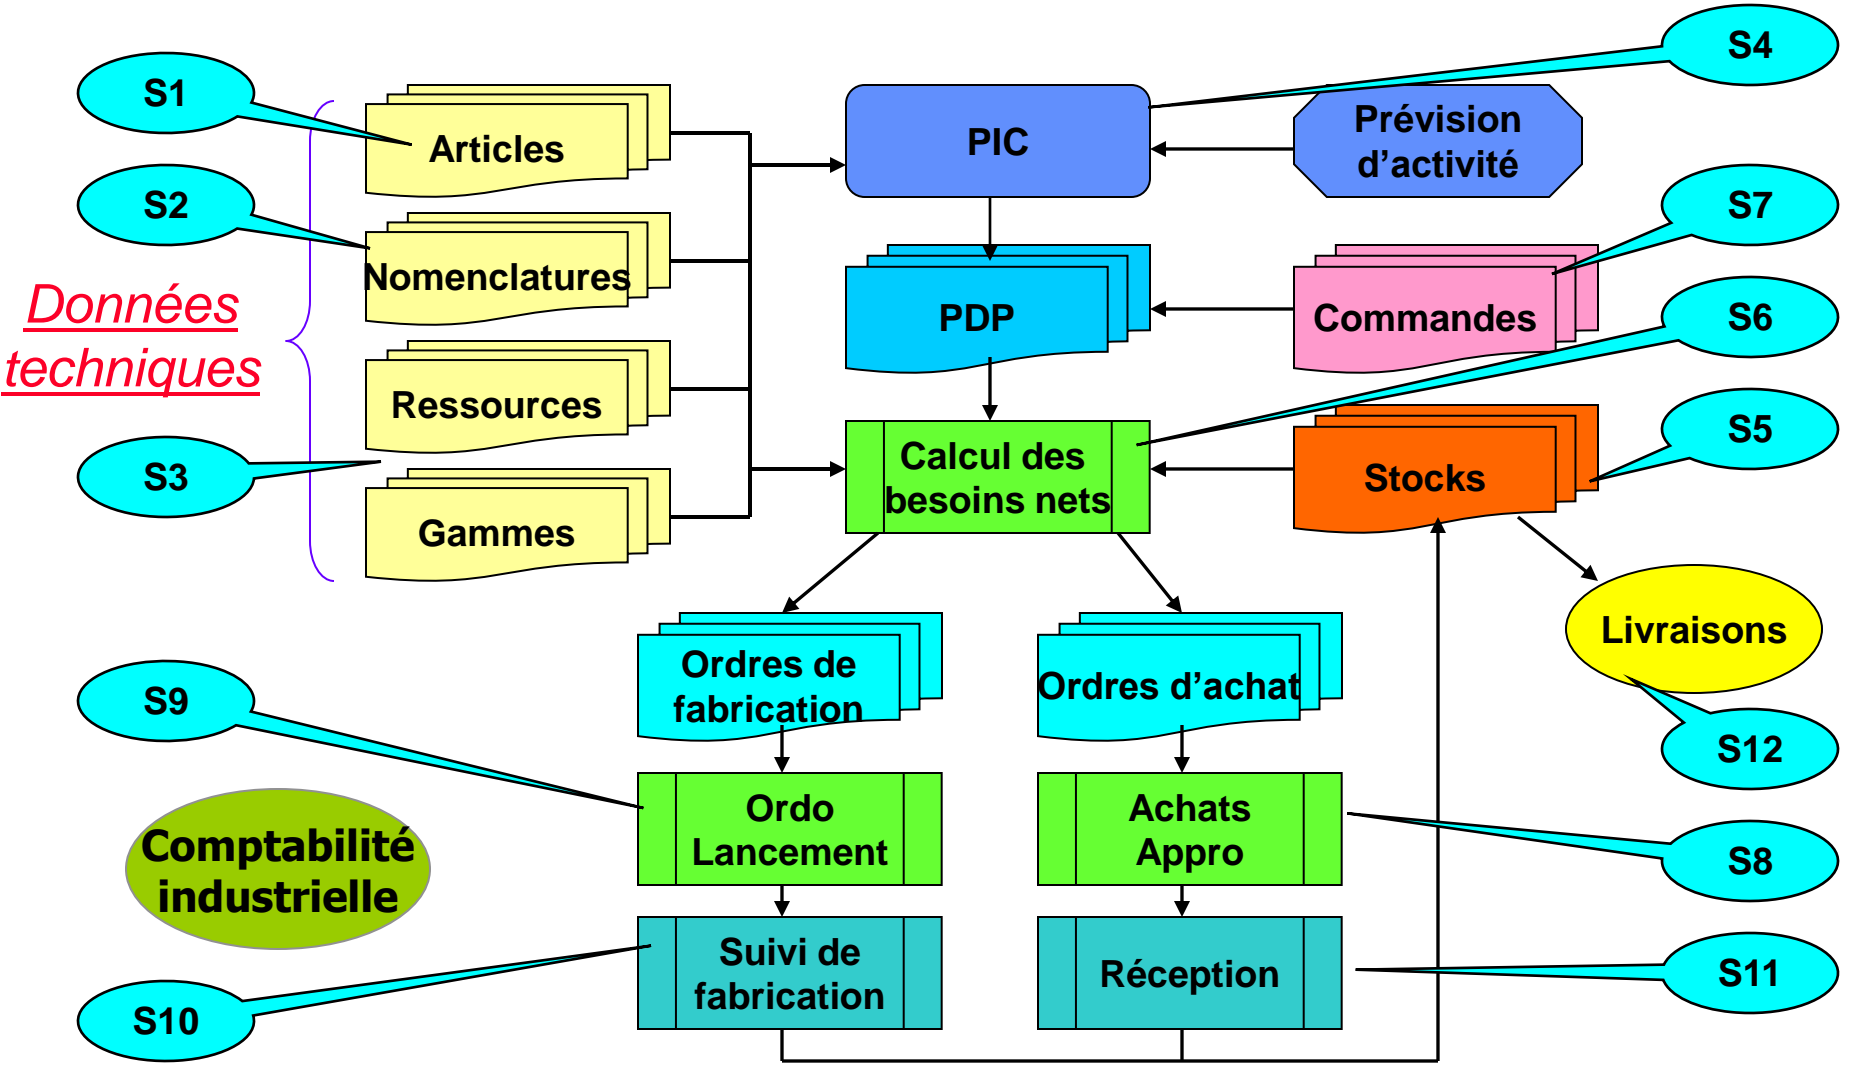 S4
S1
Articles
PIC
Prévision
d’activité
S2
Nomenclatures
S7
Données
techniques
PDP
Commandes
S6
Ressources
S3
Calcul des
besoins nets
Stocks
S5
Gammes
Livraisons
S9
Ordres de
fabrication
Ordres d’achat
S12
Comptabilité
industrielle
Ordo
Lancement
Achats
Appro
S8
S10
Suivi de
fabrication
Réception
S11